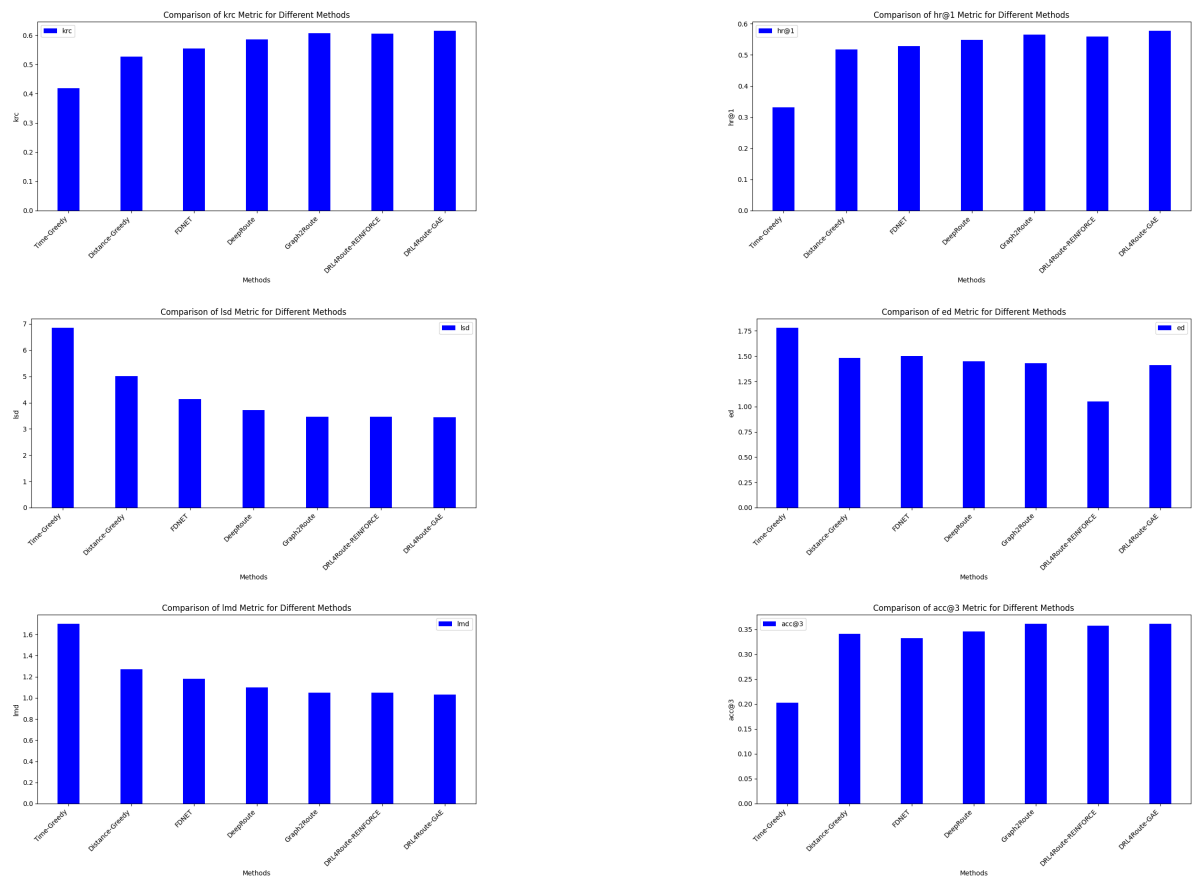 Comparison of krc Metric for Different Methods
krc
0.6
0.5
0.4
0.3
0.2
0.1
0.0
krc
Time-Greedy
Distance-Greedy
FDNET
DeepRoute
Graph2Route
DRL4Route-REINFORCE
DRL4Route-GAE
Methods
Comparison of hr@1 Metric for Different Methods
hr@1
0.6
0.5
0.4
0.3
0.2
0.1
0.0
hr@1
Time-Greedy
Distance-Greedy
FDNET
DeepRoute
Graph2Route
DRL4Route-REINFORCE
DRL4Route-GAE
Methods
Comparison of lsd Metric for Different Methods
lsd
7
6
5
4
3
2
1
0
lsd
Time-Greedy
Distance-Greedy
FDNET
DeepRoute
Graph2Route
DRL4Route-REINFORCE
DRL4Route-GAE
Methods
Comparison of ed Metric for Different Methods
ed
1.75
1.50
1.25
1.00
0.75
0.50
0.25
0.00
ed
Time-Greedy
Distance-Greedy
FDNET
DeepRoute
Graph2Route
DRL4Route-REINFORCE
DRL4Route-GAE
Methods
Comparison of lmd Metric for Different Methods
lmd
1.6
1.4
1.2
1.0
0.8
0.6
0.4
0.2
0.0
lmd
Time-Greedy
Distance-Greedy
FDNET
DeepRoute
Graph2Route
DRL4Route-REINFORCE
DRL4Route-GAE
Methods
Comparison of acc@3 Metric for Different Methods
acc@3
0.35
0.30
0.25
0.20
0.15
0.10
0.05
0.00
acc@3
Time-Greedy
Distance-Greedy
FDNET
DeepRoute
Graph2Route
DRL4Route-REINFORCE
DRL4Route-GAE
Methods